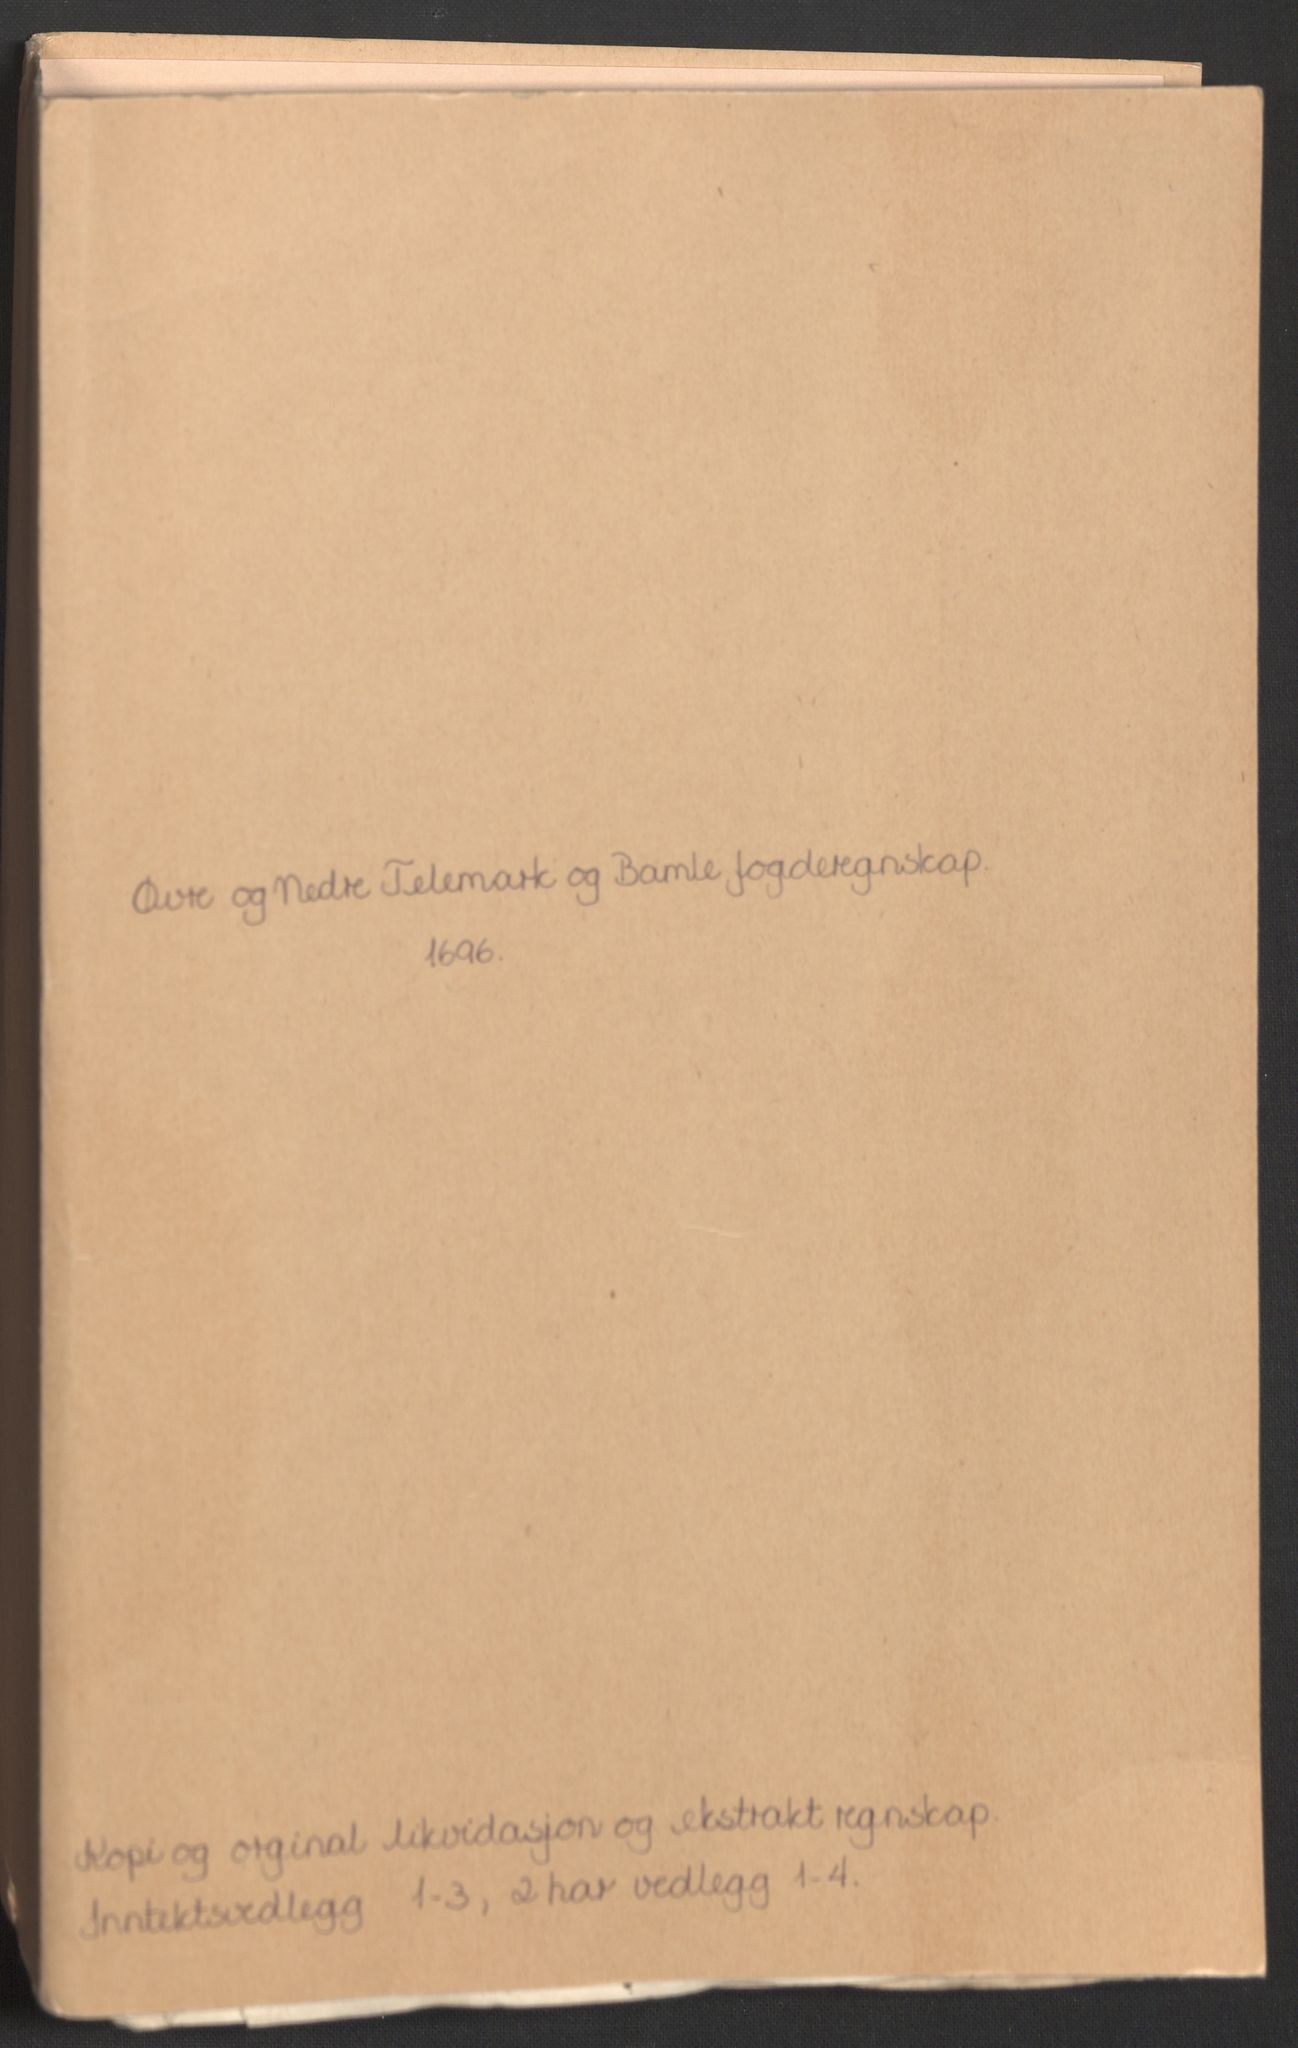 Øvre og Nedre Telemark og Bamle fogderegnskap.
1696.
Kopi og orginal likvidasjon og ekstrakt regnskap.
Inntektsvedlegg 1-3, 2 har vedlegg 1-4.